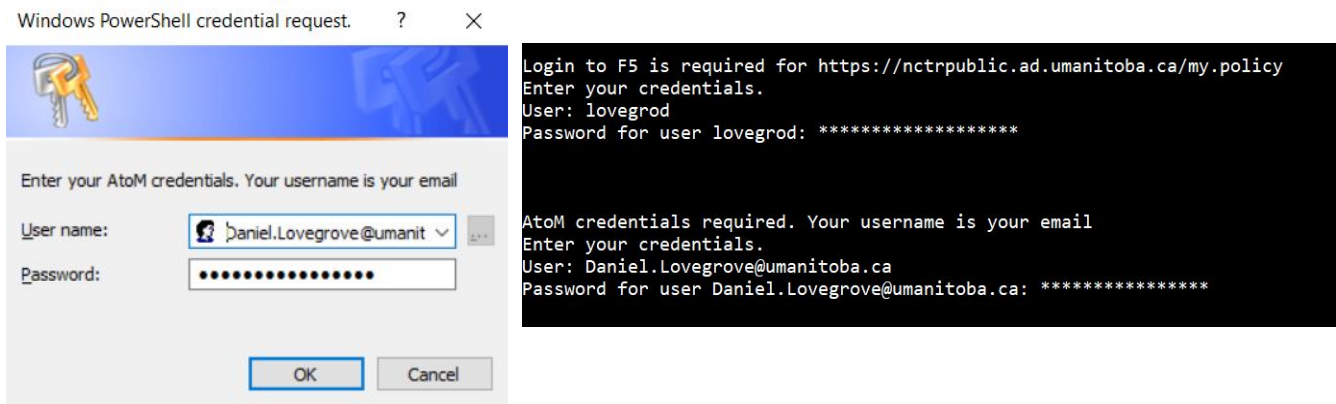 Windows PowerShell credential request. ?
Enter your AtoM credentials. Your username is your email
User name: Daniel.Lovegrove@umanit ...
Password: ••••••••••••••••
OK Cancel
Login to F5 is required for https://nctrpublic.ad.umanitoba.ca/my.policy
Enter your credentials.
User: lovegrod
Password for user lovegrod: *******************
AtoM credentials required. Your username is your email
Enter your credentials.
User: Daniel.Lovegrove@umanitoba.ca
Password for user Daniel.Lovegrove@umanitoba.ca: ****************